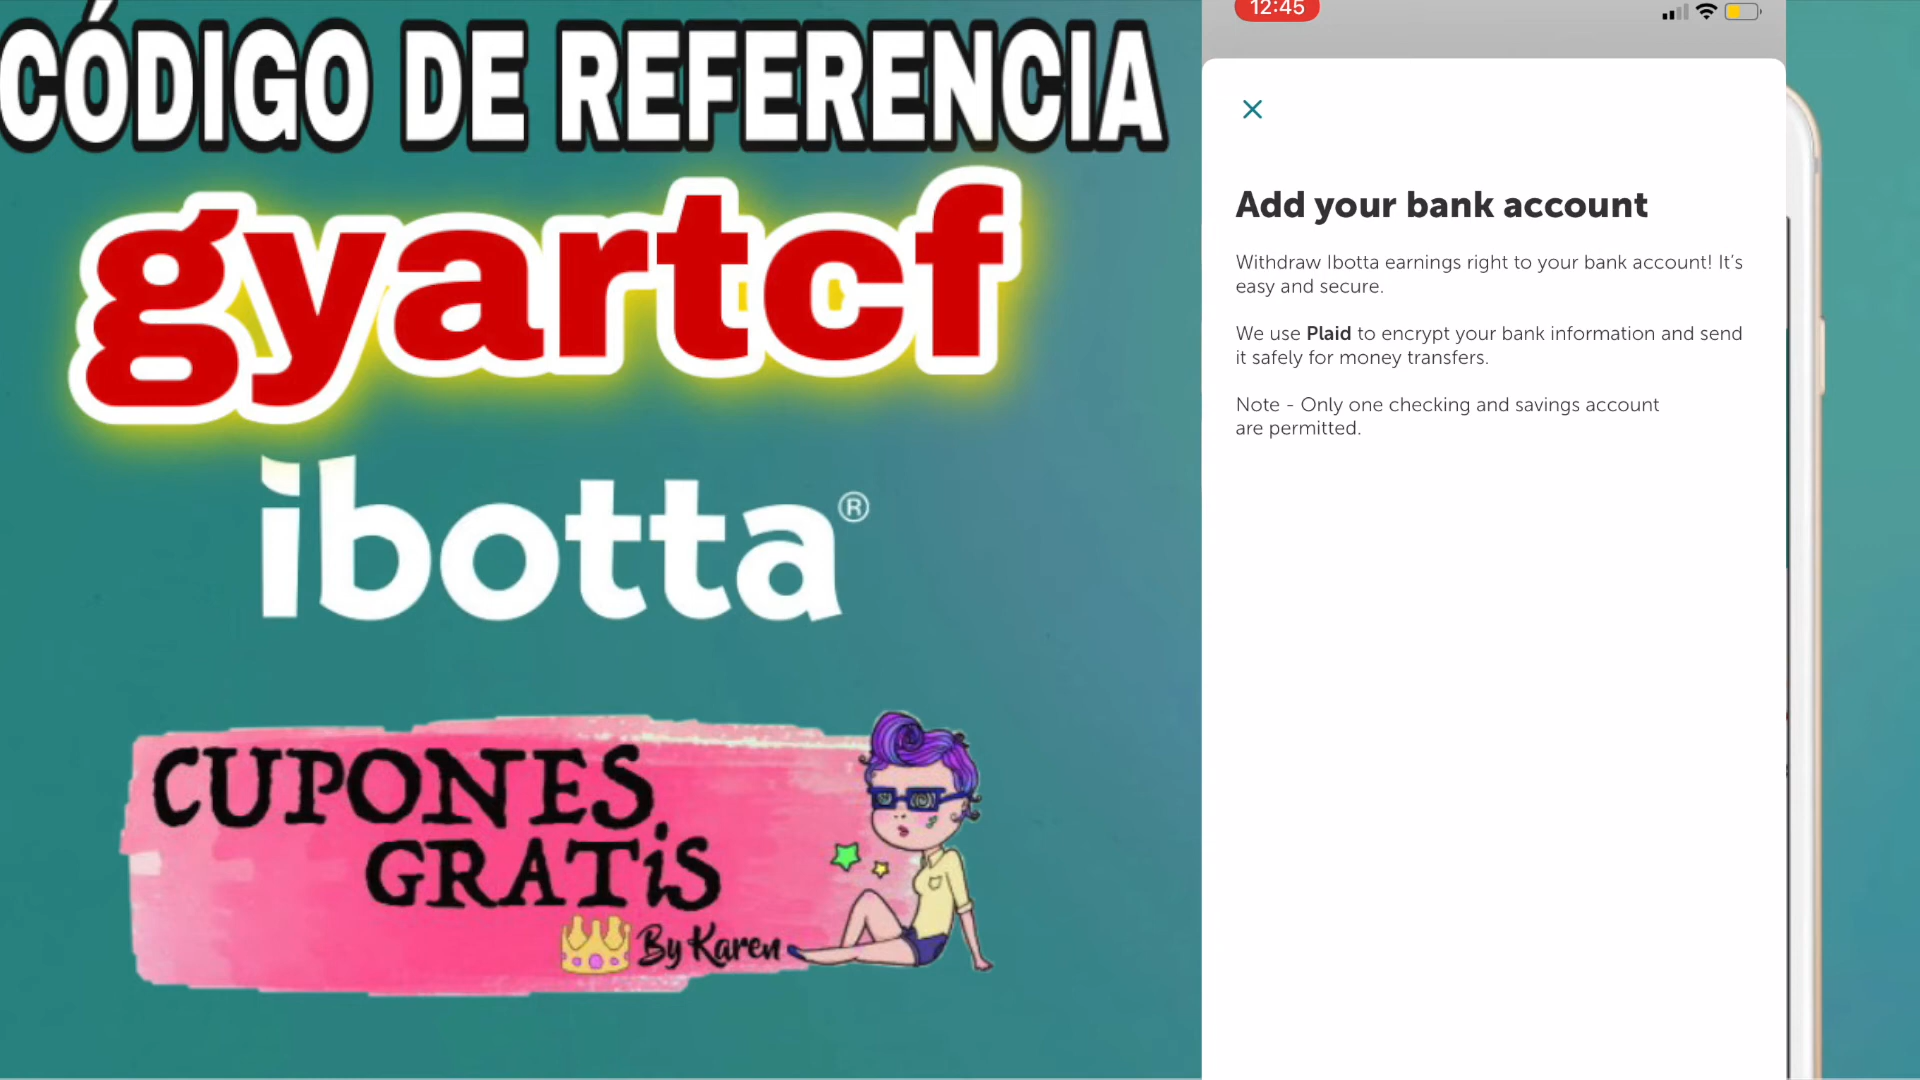 CÓDIGO DE REFERENCIA
gyartcf
ibotta®
CUPONES
GRATiS
By Karen
12:45
Add your bank account
Withdraw Ibotta earnings right to your bank account! It’s
easy and secure.
We use Plaid to encrypt your bank information and send
it safely for money transfers.
Note - Only one checking and savings account
are permitted.